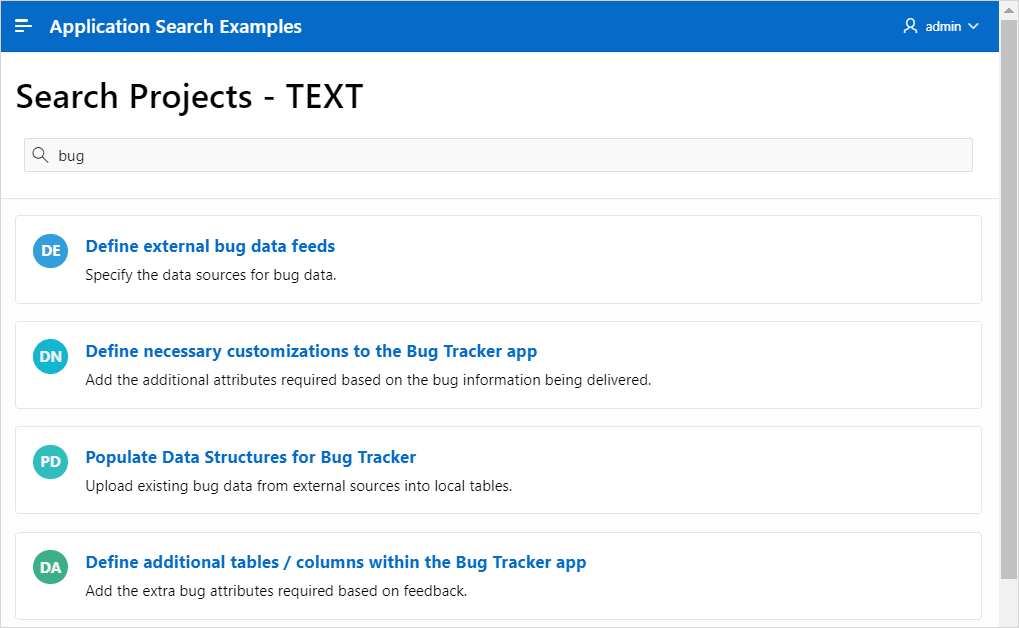 Application Search Examples
admin
Search Projects - TEXT
bug
DE
Define external bug data feeds
Specify the data sources for bug data.
DN
Define necessary customizations to the Bug Tracker app
Add the additional attributes required based on the bug information being delivered.
PD
Populate Data Structures for Bug Tracker
Upload existing bug data from external sources into local tables.
DA
Define additional tables / columns within the Bug Tracker app
Add the extra bug attributes required based on feedback.